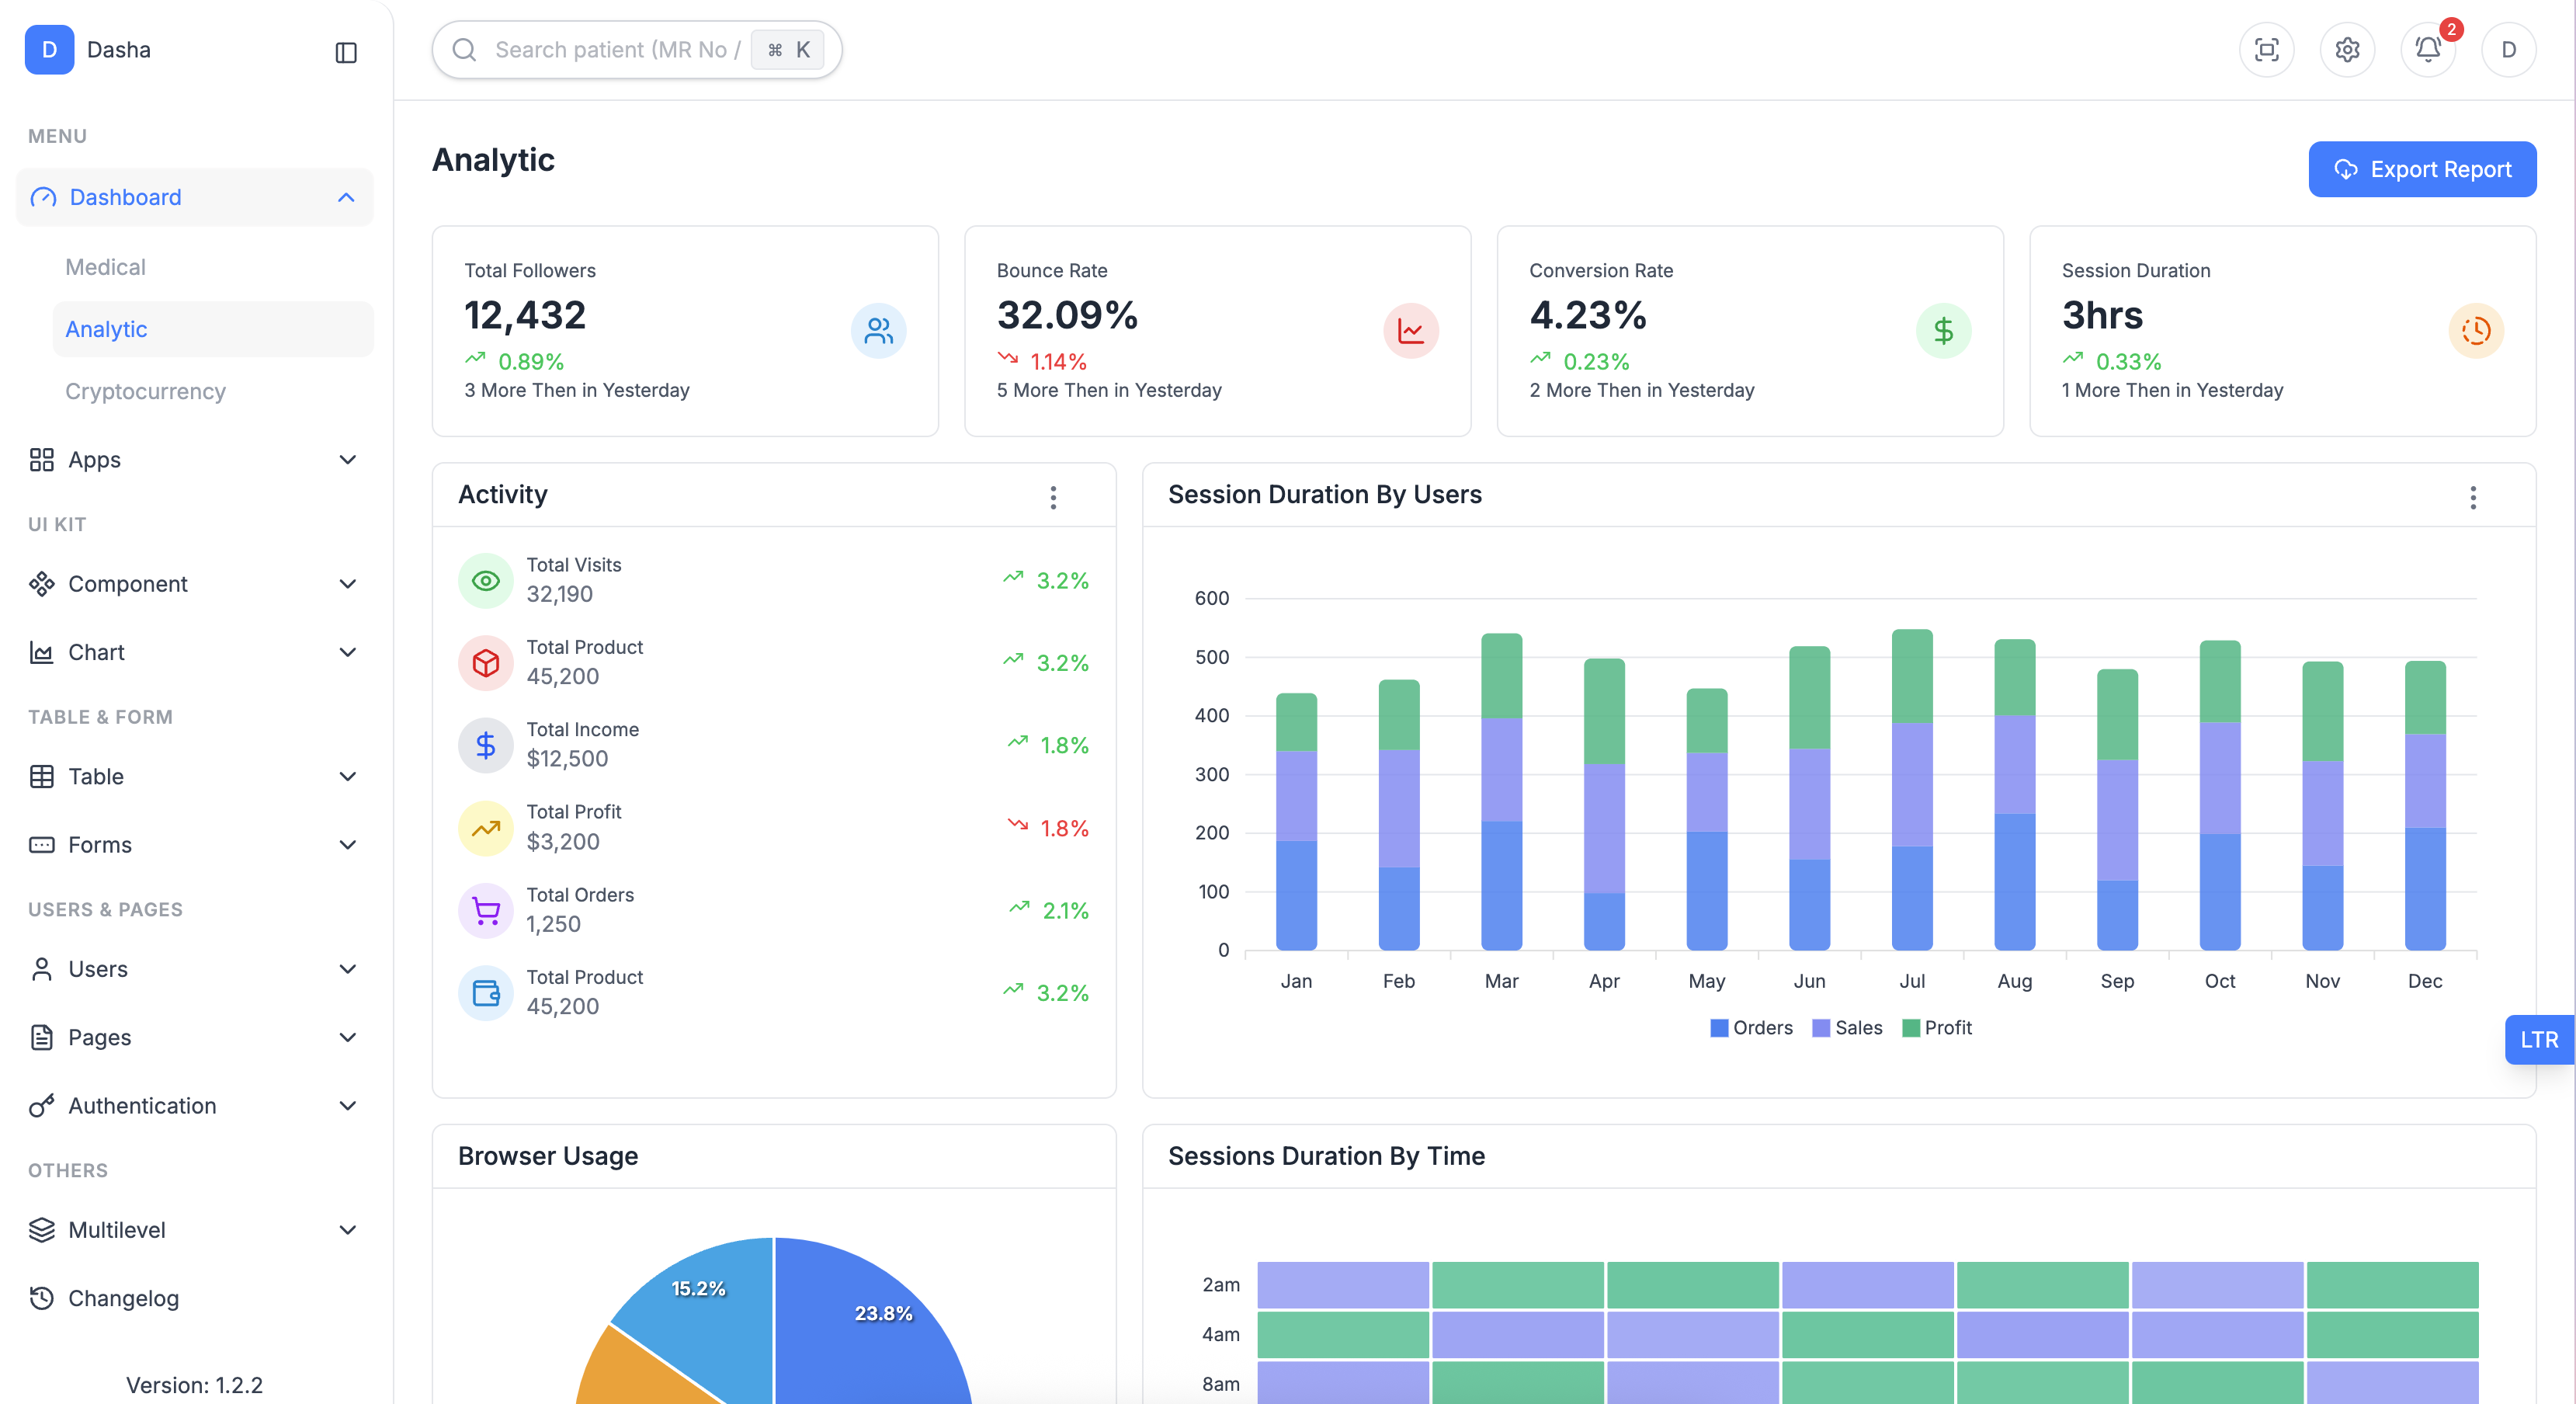 D Dasha
MENU
Dashboard
Medical
Analytic
Cryptocurrency
Apps
UI KIT
Component
Chart
TABLE & FORM
Table
Forms
USERS & PAGES
Users
Pages
Authentication
OTHERS
Multilevel
Changelog
Version: 1.2.2
Search patient (MR No / ⌘ K
2
D
Analytic
Export Report
Total Followers
12,432
0.89%
3 More Then in Yesterday
Bounce Rate
32.09%
1.14%
5 More Then in Yesterday
Conversion Rate
4.23%
0.23%
2 More Then in Yesterday
Session Duration
3hrs
0.33%
1 More Then in Yesterday
Activity
Total Visits
32,190
3.2%
Total Product
45,200
3.2%
Total Income
$12,500
1.8%
Total Profit
$3,200
1.8%
Total Orders
1,250
2.1%
Total Product
45,200
3.2%
Session Duration By Users
600
500
400
300
200
100
0
Jan Feb Mar Apr May Jun Jul Aug Sep Oct Nov Dec
Orders Sales Profit
LTR
Browser Usage
15.2%
23.8%
Sessions Duration By Time
2am
4am
8am